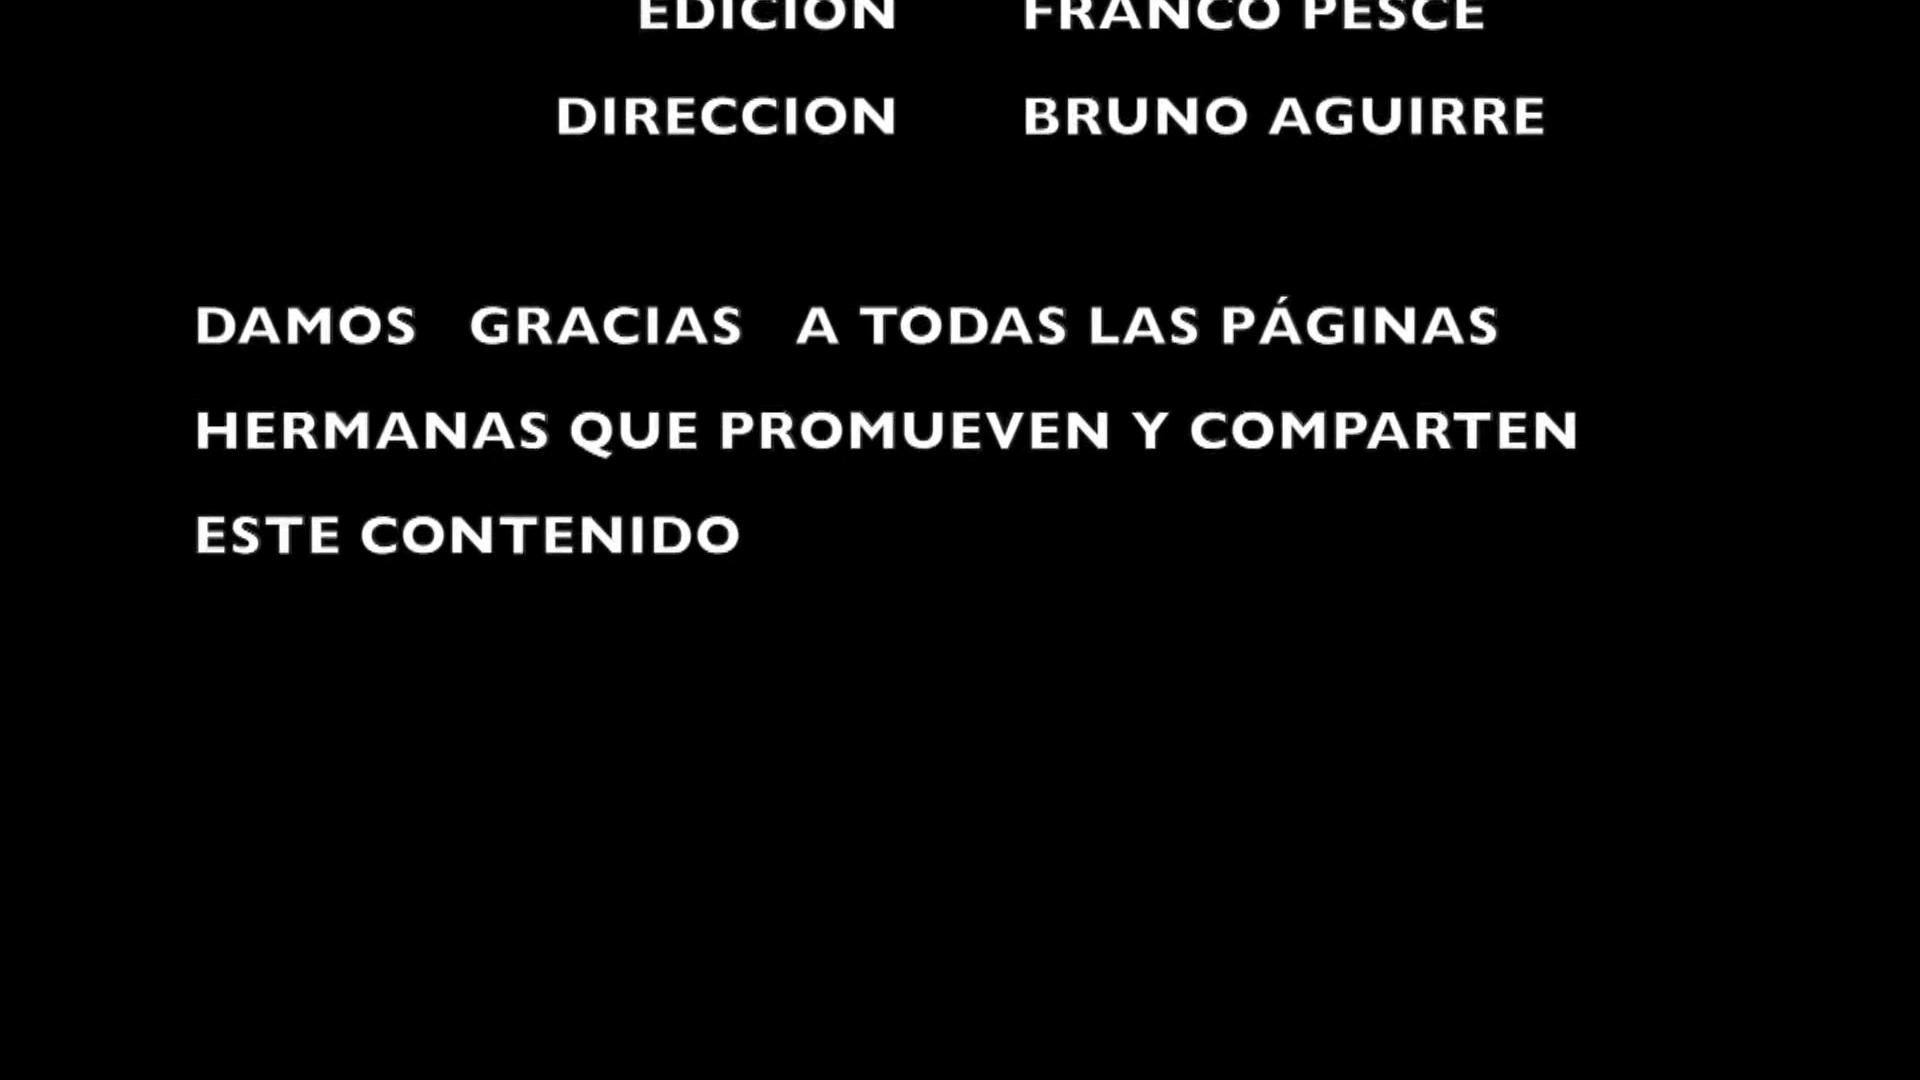 EDICION FRANCO PESCE
DIRECCION BRUNO AGUIRRE
DAMOS GRACIAS A TODAS LAS PÁGINAS
HERMANAS QUE PROMUEVEN Y COMPARTEN
ESTE CONTENIDO